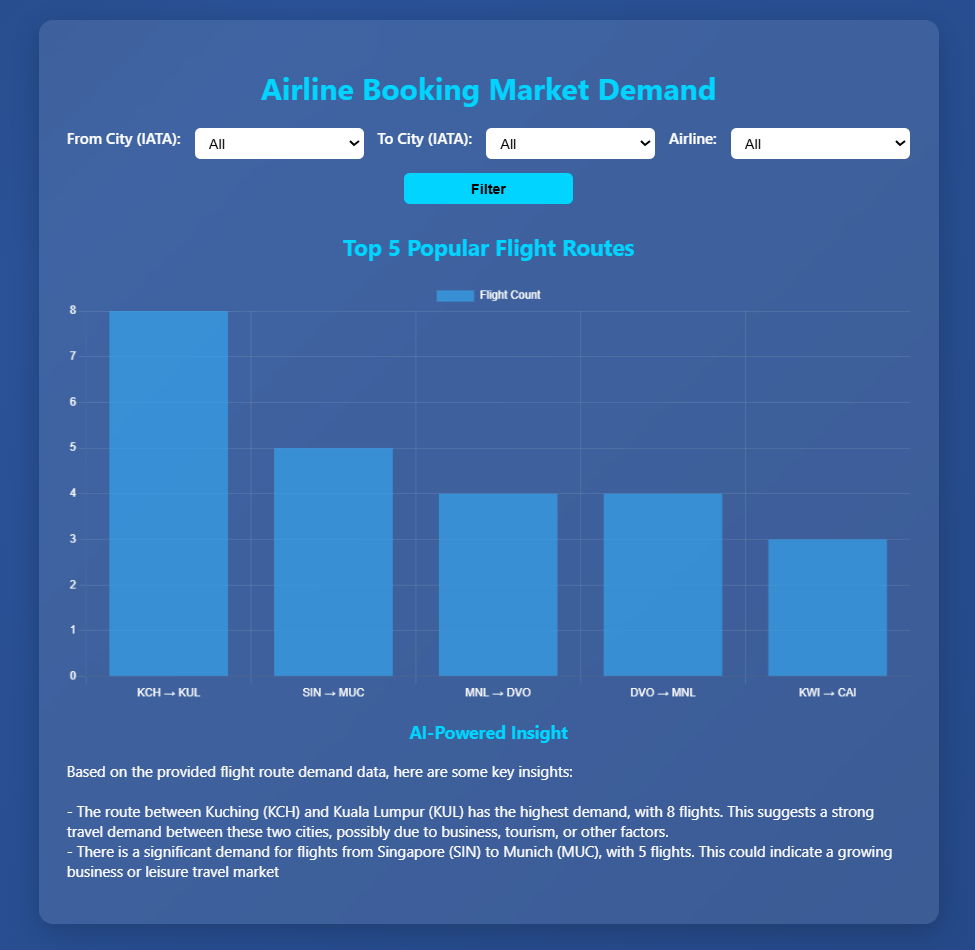 Airline Booking Market Demand
From City (IATA): All To City (IATA): All Airline: All
Filter
Top 5 Popular Flight Routes
Flight Count
8
7
6
5
4
3
2
1
0
KCH → KUL SIN → MUC MNL → DVO DVO → MNL KWI → CAI
AI-Powered Insight
Based on the provided flight route demand data, here are some key insights:
- The route between Kuching (KCH) and Kuala Lumpur (KUL) has the highest demand, with 8 flights. This suggests a strong
travel demand between these two cities, possibly due to business, tourism, or other factors.
- There is a significant demand for flights from Singapore (SIN) to Munich (MUC), with 5 flights. This could indicate a growing
business or leisure travel market